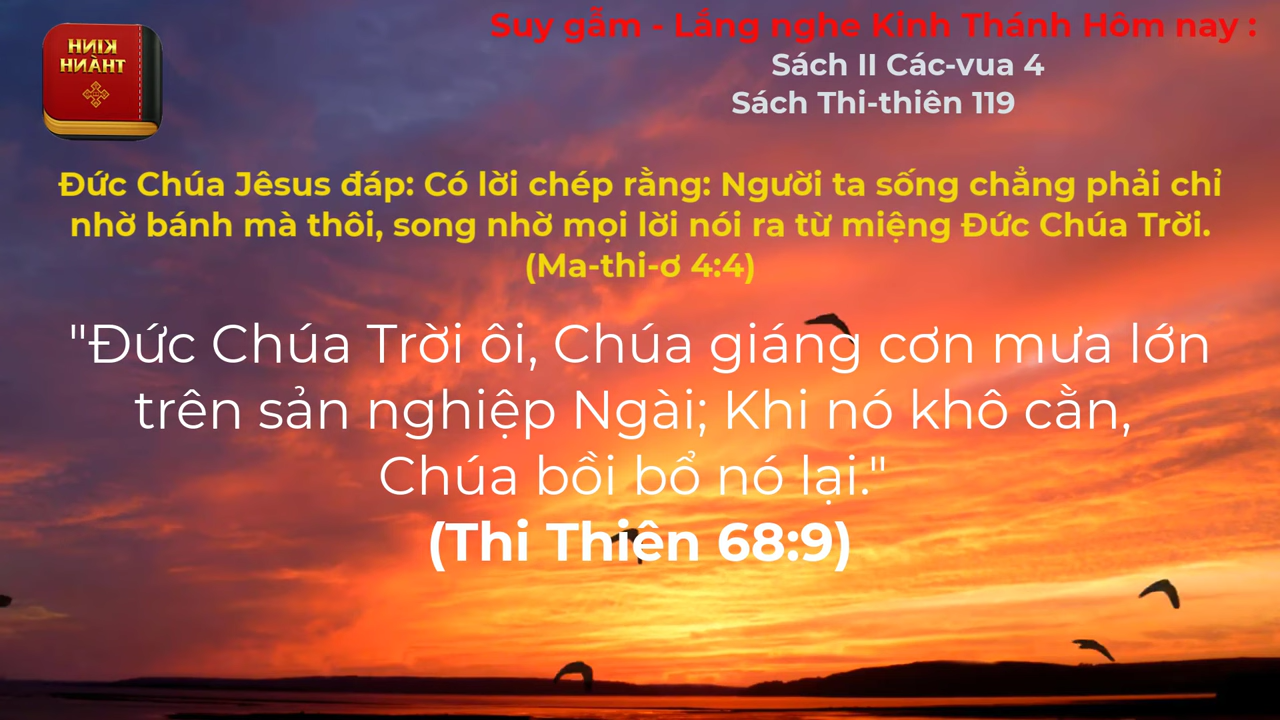 KINH
THÁNH
Suy gẫm - Lắng nghe Kinh Thánh Hôm nay :
Sách II Các-vua 4
Sách Thi-thiên 119
Đức Chúa Jêsus đáp: Có lời chép rằng: Người ta sống chẳng phải chỉ
nhờ bánh mà thôi, song nhờ mọi lời nói ra từ miệng Đức Chúa Trời.
(Ma-thi-ơ 4:4)
"Đức Chúa Trời ôi, Chúa giáng cơn mưa lớn
trên sản nghiệp Ngài; Khi nó khô cằn,
Chúa bồi bổ nó lại."
(Thi Thiên 68:9)